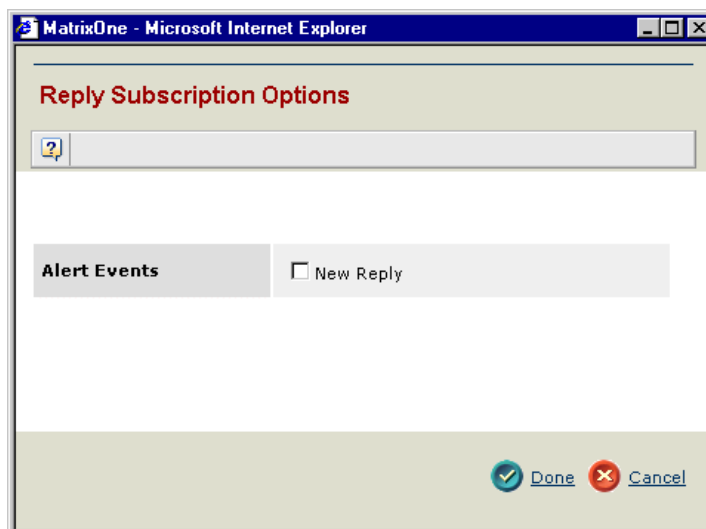 MatrixOne - Microsoft Internet Explorer
Reply Subscription Options
?
Alert Events
New Reply
Done Cancel